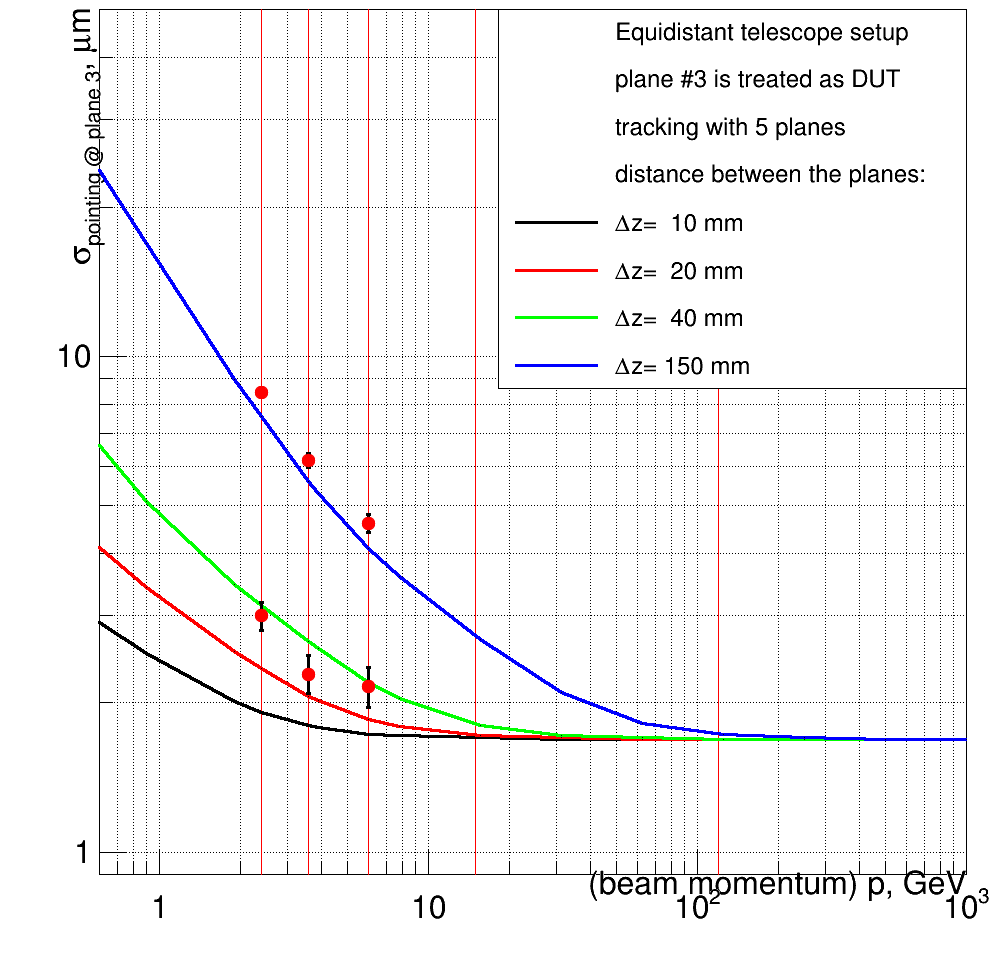 σpointing @ plane 3, μm
Equidistant telescope setup
plane #3 is treated as DUT
tracking with 5 planes
distance between the planes:
Δz= 10 mm
Δz= 20 mm
Δz= 40 mm
Δz= 150 mm
10
1
(beam momentum) p, GeV
1 10 10² 10³